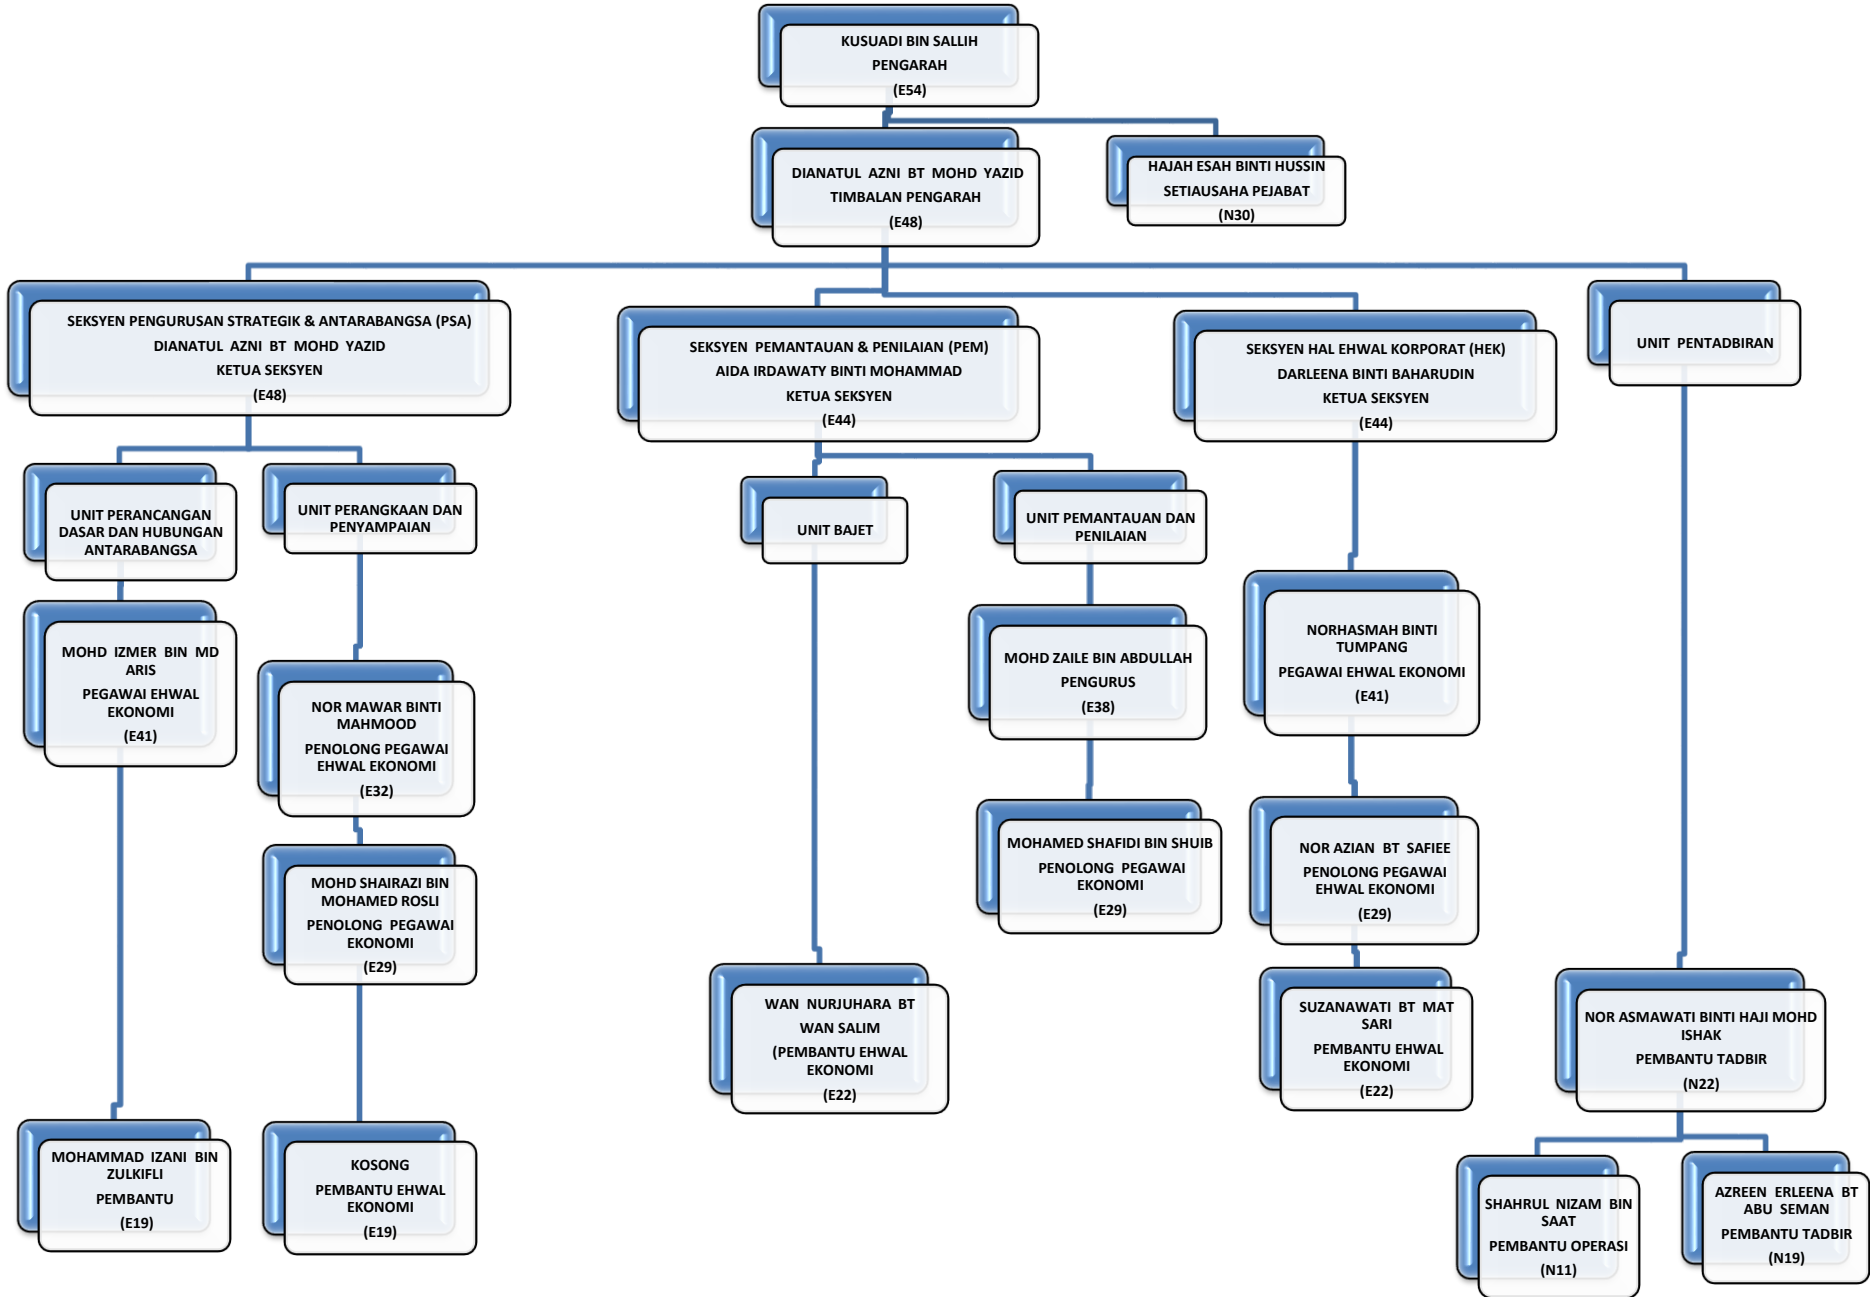 KUSUADI BIN SALLIH
PENGARAH
(E54)
DIANATUL AZNI BT MOHD YAZID
TIMBALAN PENGARAH
(E48)
HAJAH ESAH BINTI HUSSIN
SETIAUSAHA PEJABAT
(N30)
SEKSYEN PENGURUSAN STRATEGIK & ANTARABANGSA (PSA)
DIANATUL AZNI BT MOHD YAZID
KETUA SEKSYEN
(E48)
SEKSYEN PEMANTAUAN & PENILAIAN (PEM)
AIDA IRDAWATY BINTI MOHAMMAD
KETUA SEKSYEN
(E44)
SEKSYEN HAL EHWAL KORPORAT (HEK)
DARLEENA BINTI BAHARUDIN
KETUA SEKSYEN
(E44)
UNIT PENTADBIRAN
UNIT PERANCANGAN
DASAR DAN HUBUNGAN
ANTARABANGSA
UNIT PERANGKAAN DAN
PENYAMPAIAN
UNIT BAJET
UNIT PEMANTAUAN DAN
PENILAIAN
MOHD IZMER BIN MD
ARIS
PEGAWAI EHWAL
EKONOMI
(E41)
NOR MAWAR BINTI
MAHMOOD
PENOLONG PEGAWAI
EHWAL EKONOMI
(E32)
MOHD ZAILE BIN ABDULLAH
PENGURUS
(E38)
NORHASMAH BINTI
TUMPANG
PEGAWAI EHWAL EKONOMI
(E41)
MOHD SHAIRAZI BIN
MOHAMED ROSLI
PENOLONG PEGAWAI
EKONOMI
(E29)
MOHAMED SHAFIDI BIN SHUIB
PENOLONG PEGAWAI
EKONOMI
(E29)
NOR AZIAN BT SAFIEE
PENOLONG PEGAWAI
EHWAL EKONOMI
(E29)
WAN NURJUHARA BT
WAN SALIM
(PEMBANTU EHWAL
EKONOMI
(E22)
SUZANAWATI BT MAT
SARI
PEMBANTU EHWAL
EKONOMI
(E22)
NOR ASMAWATI BINTI HAJI MOHD
ISHAK
PEMBANTU TADBIR
(N22)
MOHAMMAD IZANI BIN
ZULKIFLI
PEMBANTU
(E19)
KOSONG
PEMBANTU EHWAL
EKONOMI
(E19)
SHAHRUL NIZAM BIN
SAAT
PEMBANTU OPERASI
(N11)
AZREEN ERLEENA BT
ABU SEMAN
PEMBANTU TADBIR
(N19)